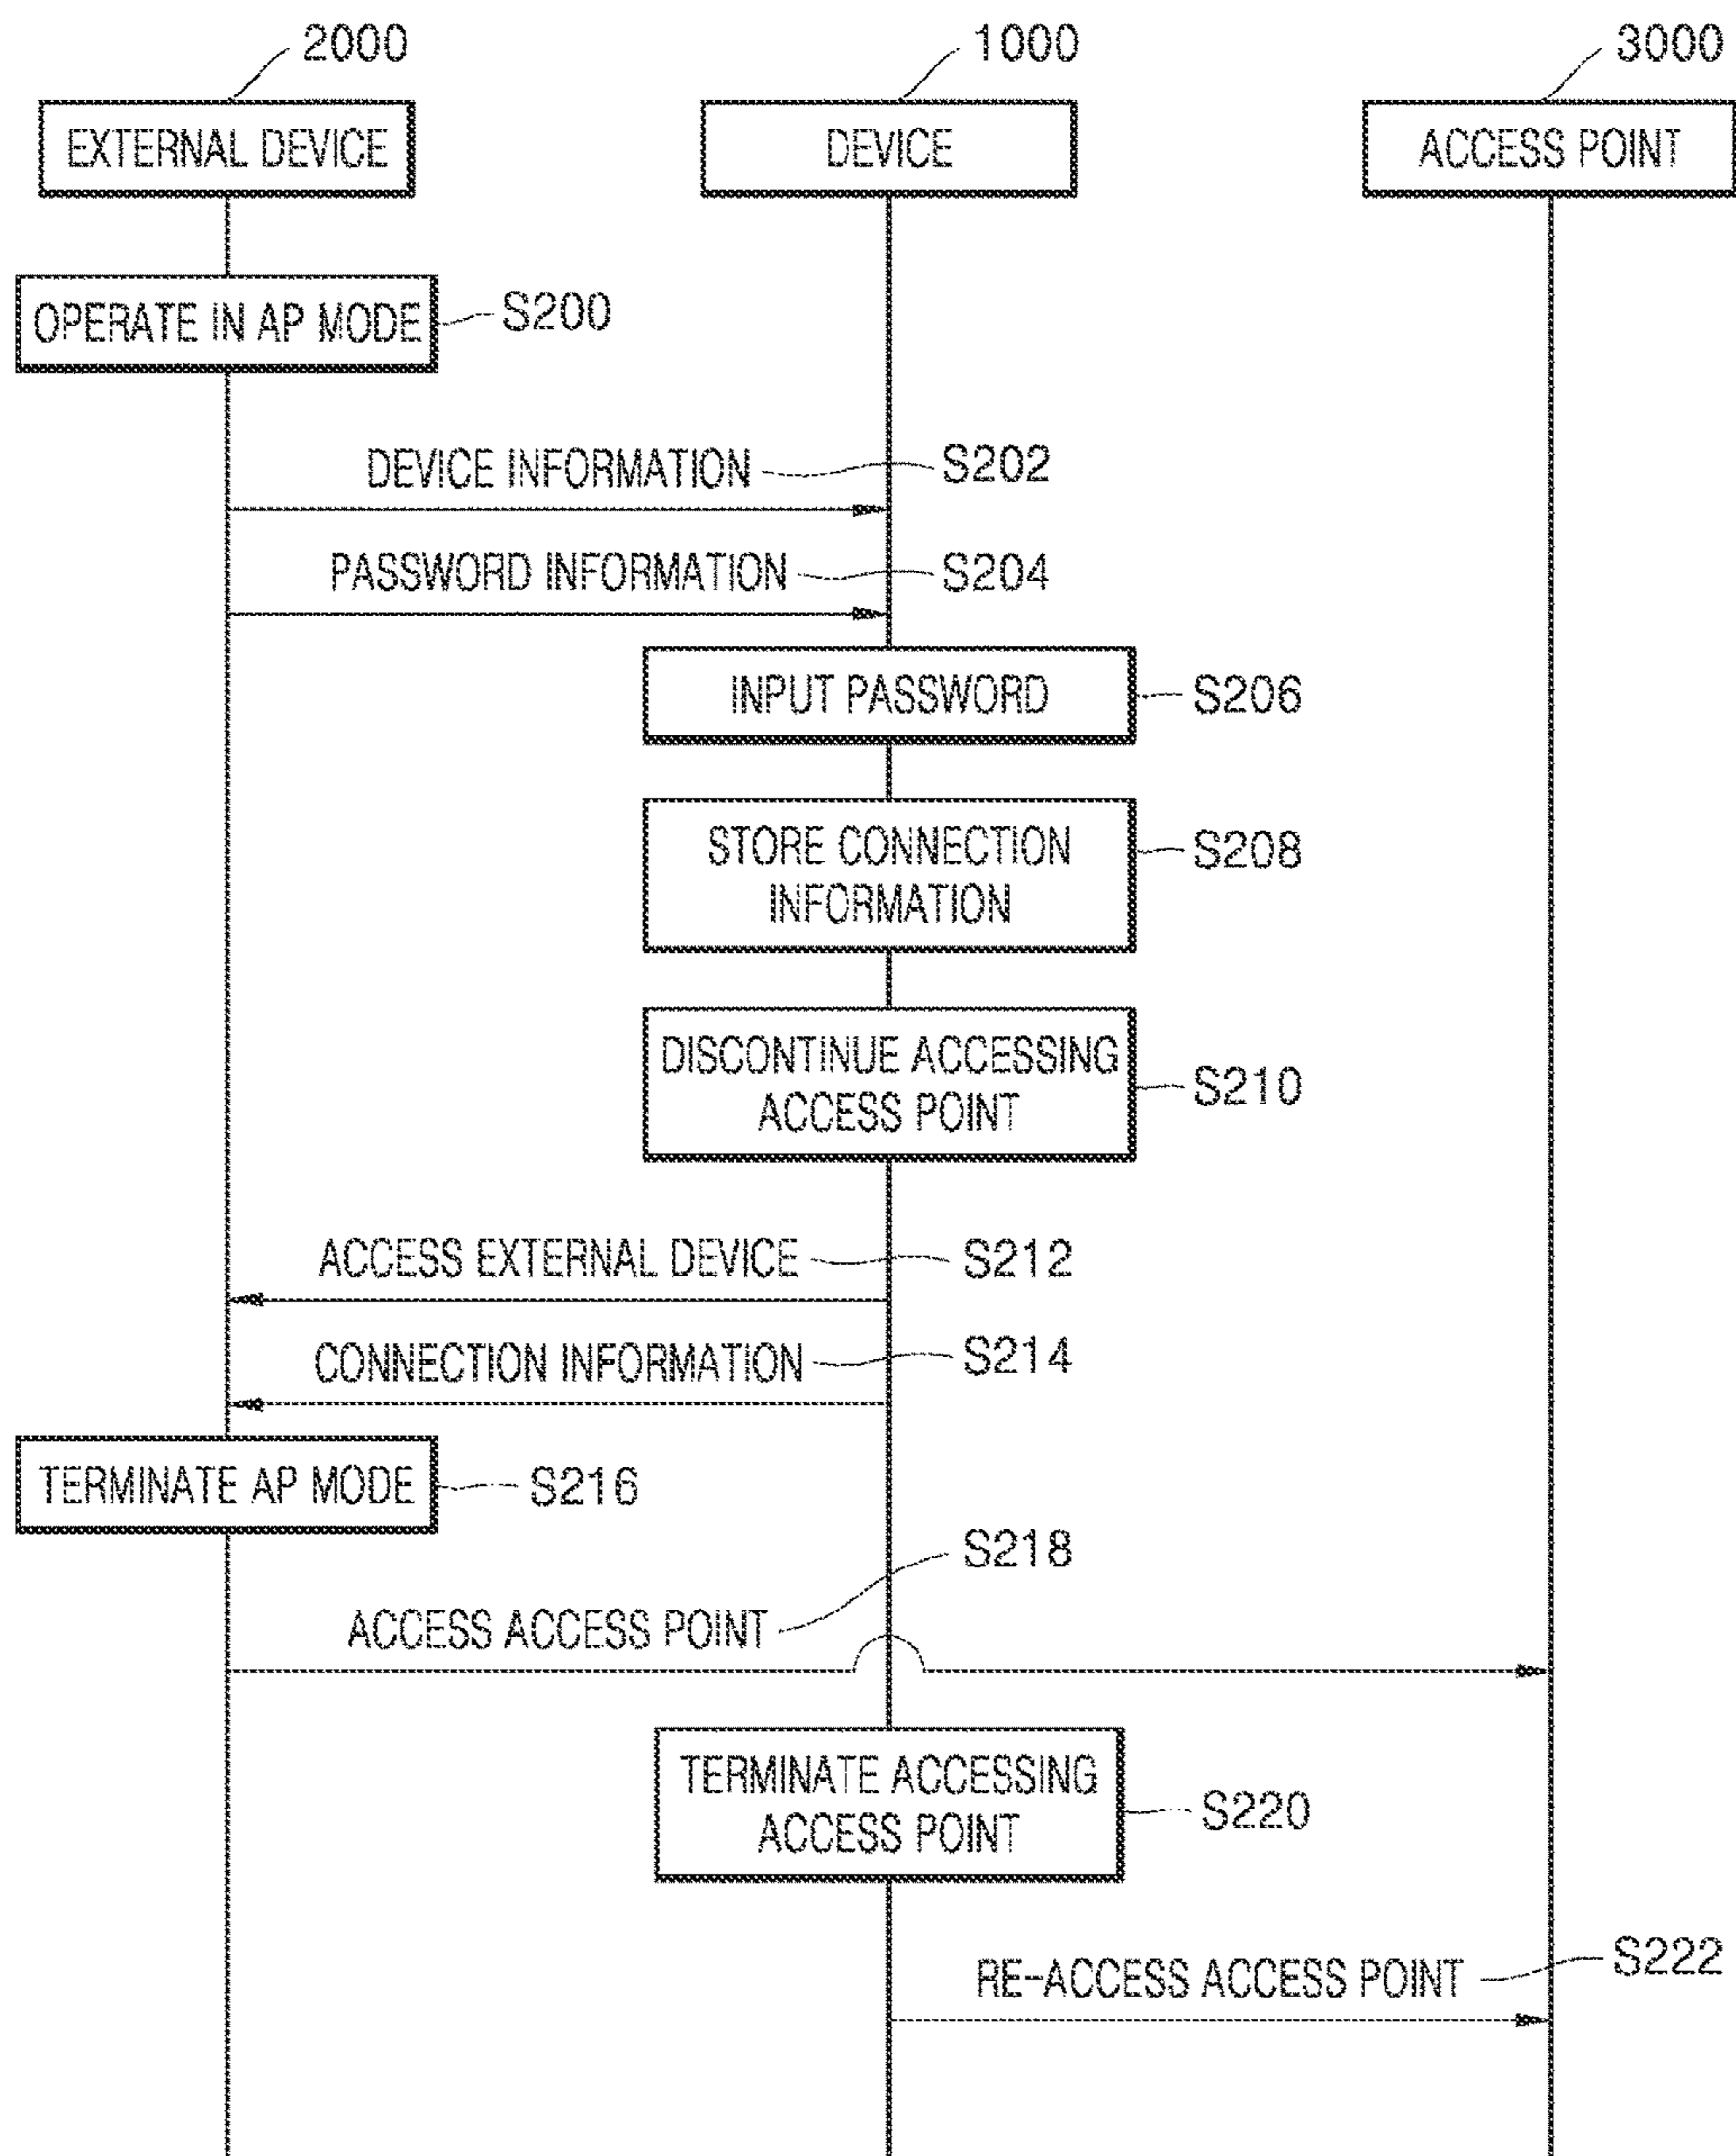 2000
1000
3000
EXTERNAL DEVICE
DEVICE
ACCESS POINT
OPERATE IN AP MODE
S200
DEVICE INFORMATION
S202
PASSWORD INFORMATION
S204
INPUT PASSWORD
S206
STORE CONNECTION
INFORMATION
S208
DISCONTINUE ACCESSING
ACCESS POINT
S210
ACCESS EXTERNAL DEVICE
S212
CONNECTION INFORMATION
S214
TERMINATE AP MODE
S216
S218
ACCESS ACCESS POINT
TERMINATE ACCESSING
ACCESS POINT
S220
RE-ACCESS ACCESS POINT
S222